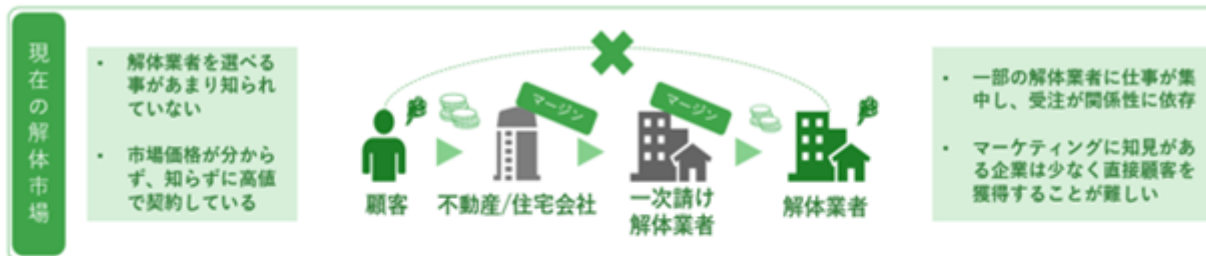 現在の解体市場
• 解体業者を選べる
事があまり知られ
ていない
• 市場価格が分から
ず、知らずに高値
で契約している
マージン
マージン
顧客
不動産/住宅会社
一次請け
解体業者
解体業者
• 一部の解体業者に仕事が集
中し、受注が関係性に依存
• マーケティングに知見があ
る企業は少なく直接顧客を
獲得することが難しい